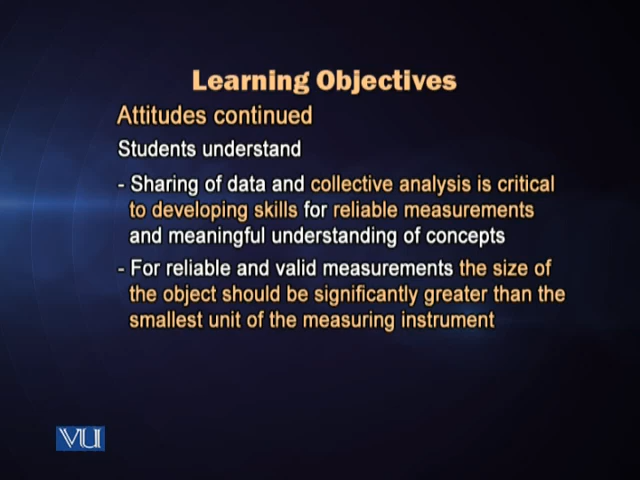 Learning Objectives
Attitudes continued
Students understand
- Sharing of data and collective analysis is critical
to developing skills for reliable measurements
and meaningful understanding of concepts
- For reliable and valid measurements the size of
the object should be significantly greater than the
smallest unit of the measuring instrument
VU